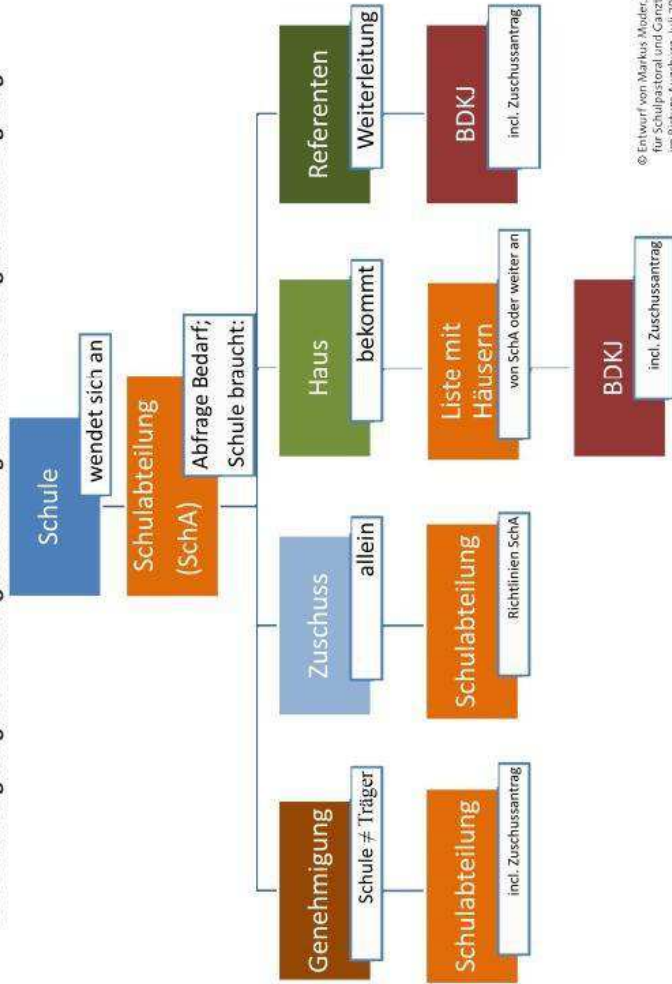 Schule
wendet sich an
Schulabteilung
(SchA)
Abfrage Bedarf;
Schule braucht:
Genehmigung
Schule ≠ Träger
Zuschuss
allein
Haus
bekommt
Referenten
Weiterleitung
Schulabteilung
incl. Zuschussantrag
Schulabteilung
Richtlinien SchA
Liste mit
Häusern
von SchA oder weiter an
BDKJ
incl. Zuschussantrag
BDKJ
incl. Zuschussantrag
© Entwurf von Markus Moder,
für Schulpastoral und Ganzt